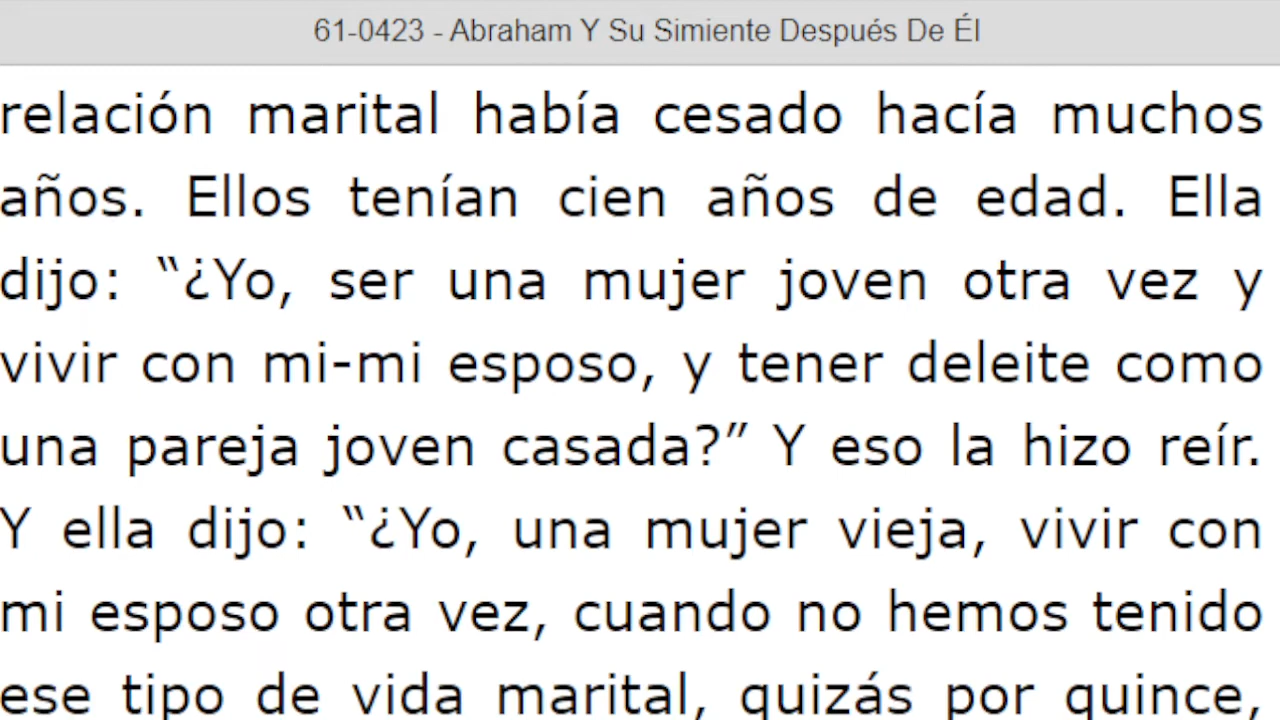 61-0423 - Abraham Y Su Simiente Después De Él
relación marital había cesado hacía muchos
años. Ellos tenían cien años de edad. Ella
dijo: “¿Yo, ser una mujer joven otra vez y
vivir con mi-mi esposo, y tener deleite como
una pareja joven casada?” Y eso la hizo reír.
Y ella dijo: “¿Yo, una mujer vieja, vivir con
mi esposo otra vez, cuando no hemos tenido
ese tipo de vida marital, quizás por quince,